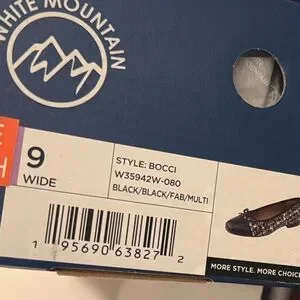 WHITE MOUNTAIN
9
WIDE
STYLE: BOCCI
W35942W-080
BLACK/BLACK/FAB/MULTI
1 95690 63827 2
MORE STYLE. MORE CHOICE